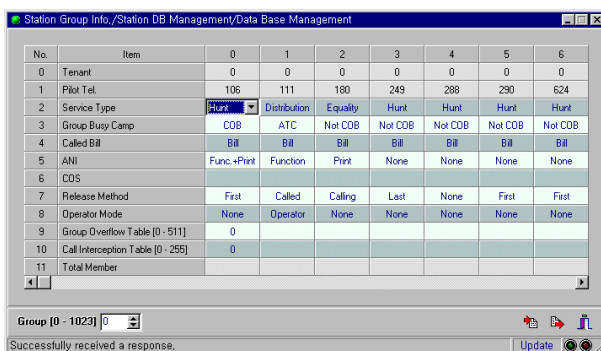 Station Group Info,/Station DB Management/Data Base Management
No. Item 0 1 2 3 4 5 6
0 Tenant 0 0 0 0 0 0 0
1 Pilot Tel. 106 111 180 249 288 290 624
2 Service Type Hunt Distribution Equality Hunt Hunt Hunt Hunt
3 Group Busy Camp COB ATC Not COB Not COB Not COB Not COB Not COB
4 Called Bill Bill Bill Bill Bill Bill Bill Bill
5 ANI Func.+Print Function Print None None None None
6 COS
7 Release Method First Called Calling Last None First First
8 Operator Mode None Operator None None None None None
9 Group Overflow Table [0 - 511] 0
10 Call Interception Table [0 - 255] 0
11 Total Member
Group [0 - 1023] 0
Successfully received a response, Update